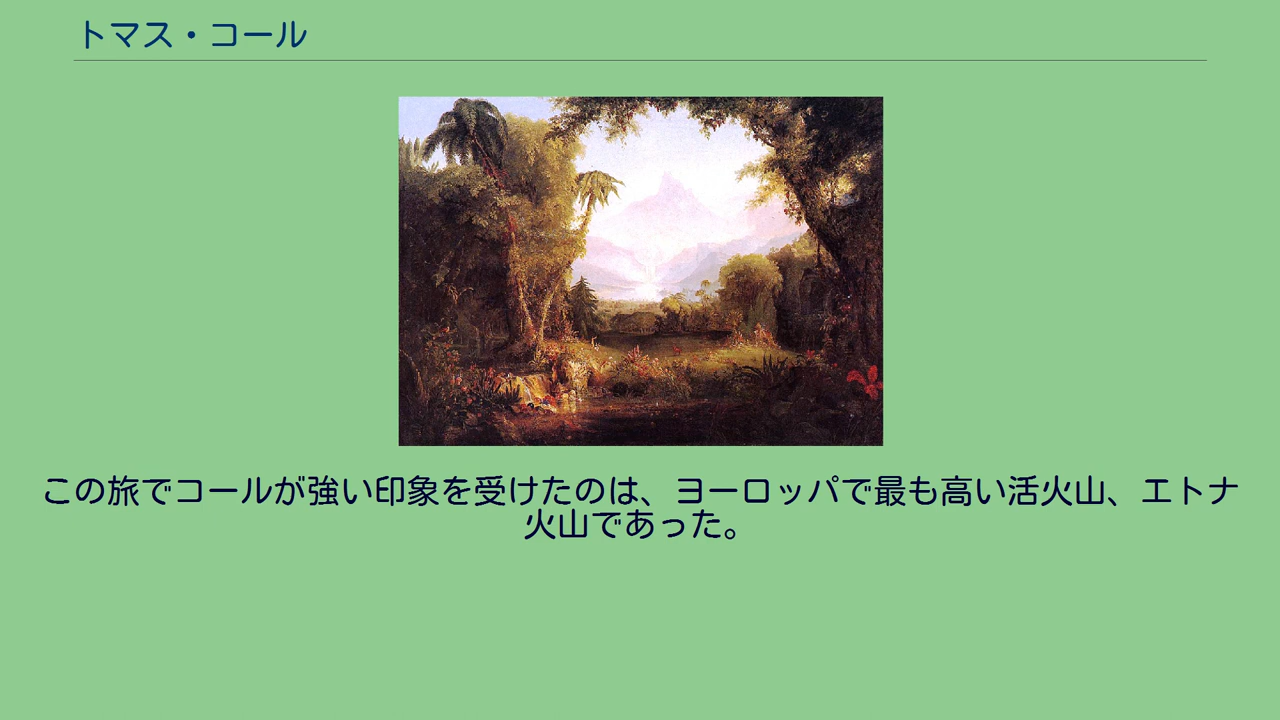 トマス・コール
この旅でコールが強い印象を受けたのは、ヨーロッパで最も高い活火山、エトナ
火山であった。